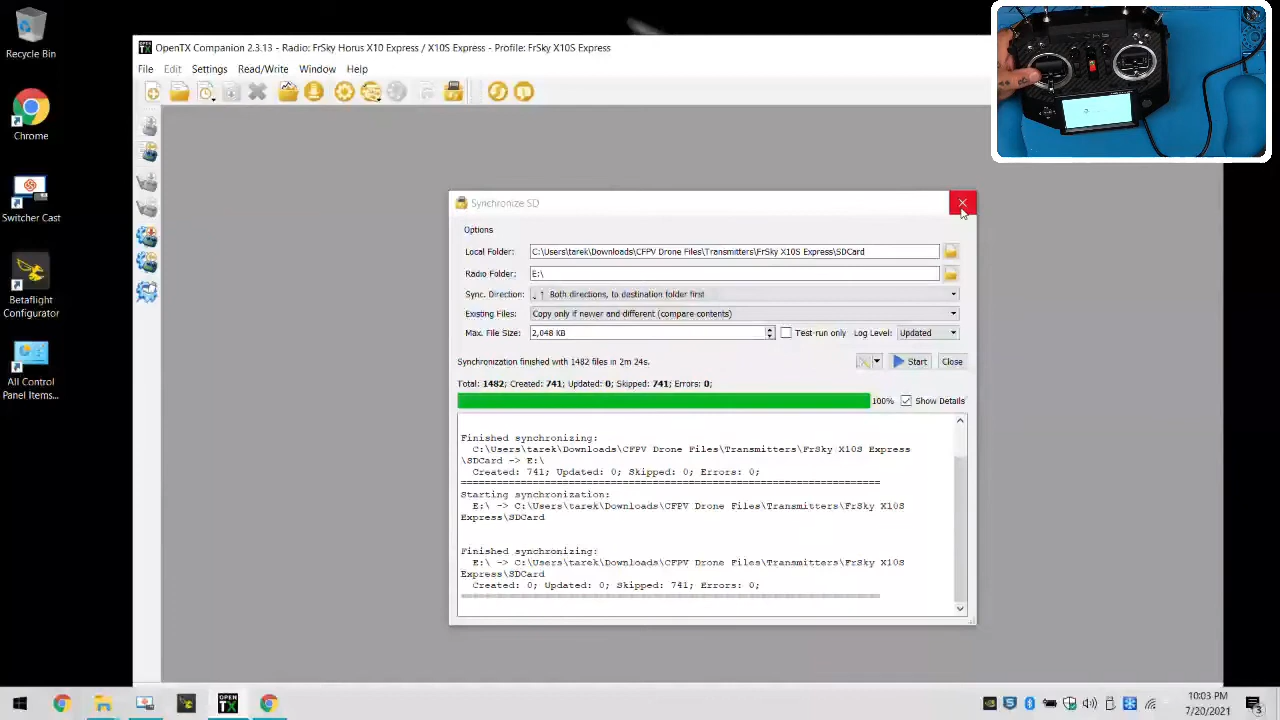 Recycle Bin
Chrome
Switcher Cast
Betaflight
Configurator
All Control
Panel Items...
OPEN TX
OpenTX Companion 2.3.13 - Radio: FrSky Horus X10 Express / X10S Express - Profile: FrSky X10S Express
File Edit Settings Read/Write Window Help
Synchronize SD
Options
Local Folder: C:\Users\tarek\Downloads\CFPV Drone Files\Transmitters\FrSky X10S Express\SDCard
Radio Folder: E:\
Sync. Direction: Both directions, to destination folder first
Existing Files: Copy only if newer and different (compare contents)
Max. File Size: 2,048 KB Test-run only Log Level: Updated
Synchronization finished with 1482 files in 2m 24s. Start Close
Total: 1482; Created: 741; Updated: 0; Skipped: 741; Errors: 0;
100% Show Details
Finished synchronizing:
C:\Users\tarek\Downloads\CFPV Drone Files\Transmitters\FrSky X10S Express
\SDCard -> E:\
Created: 741; Updated: 0; Skipped: 0; Errors: 0;
================================================================
Starting synchronization:
E:\ -> C:\Users\tarek\Downloads\CFPV Drone Files\Transmitters\FrSky X10S
Express\SDCard
Finished synchronizing:
E:\ -> C:\Users\tarek\Downloads\CFPV Drone Files\Transmitters\FrSky X10S
Express\SDCard
Created: 0; Updated: 0; Skipped: 741; Errors: 0;
================================================================
OPEN
TX
10:03 PM
7/20/2021
3